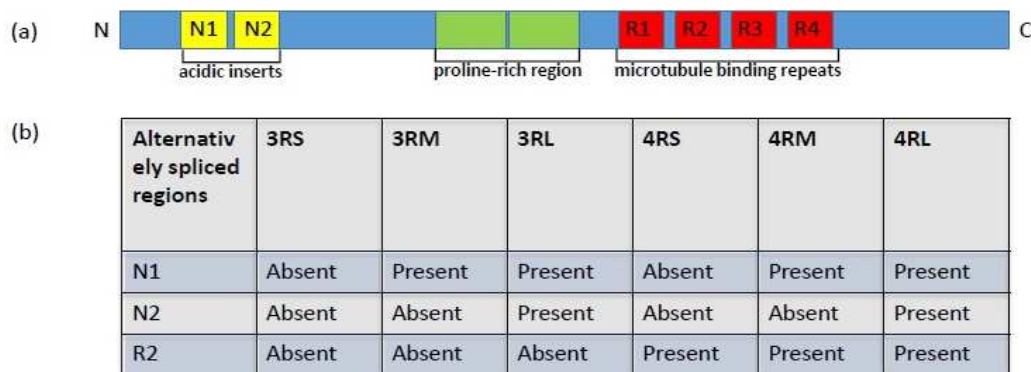 (a) N N1 N2 R1 R2 R3 R4 C
acidic inserts proline-rich region microtubule binding repeats
(b)
Alternativ 3RS 3RM 3RL 4RS 4RM 4RL
ely spliced
regions
N1 Absent Present Present Absent Present Present
N2 Absent Absent Present Absent Absent Present
R2 Absent Absent Absent Present Present Present